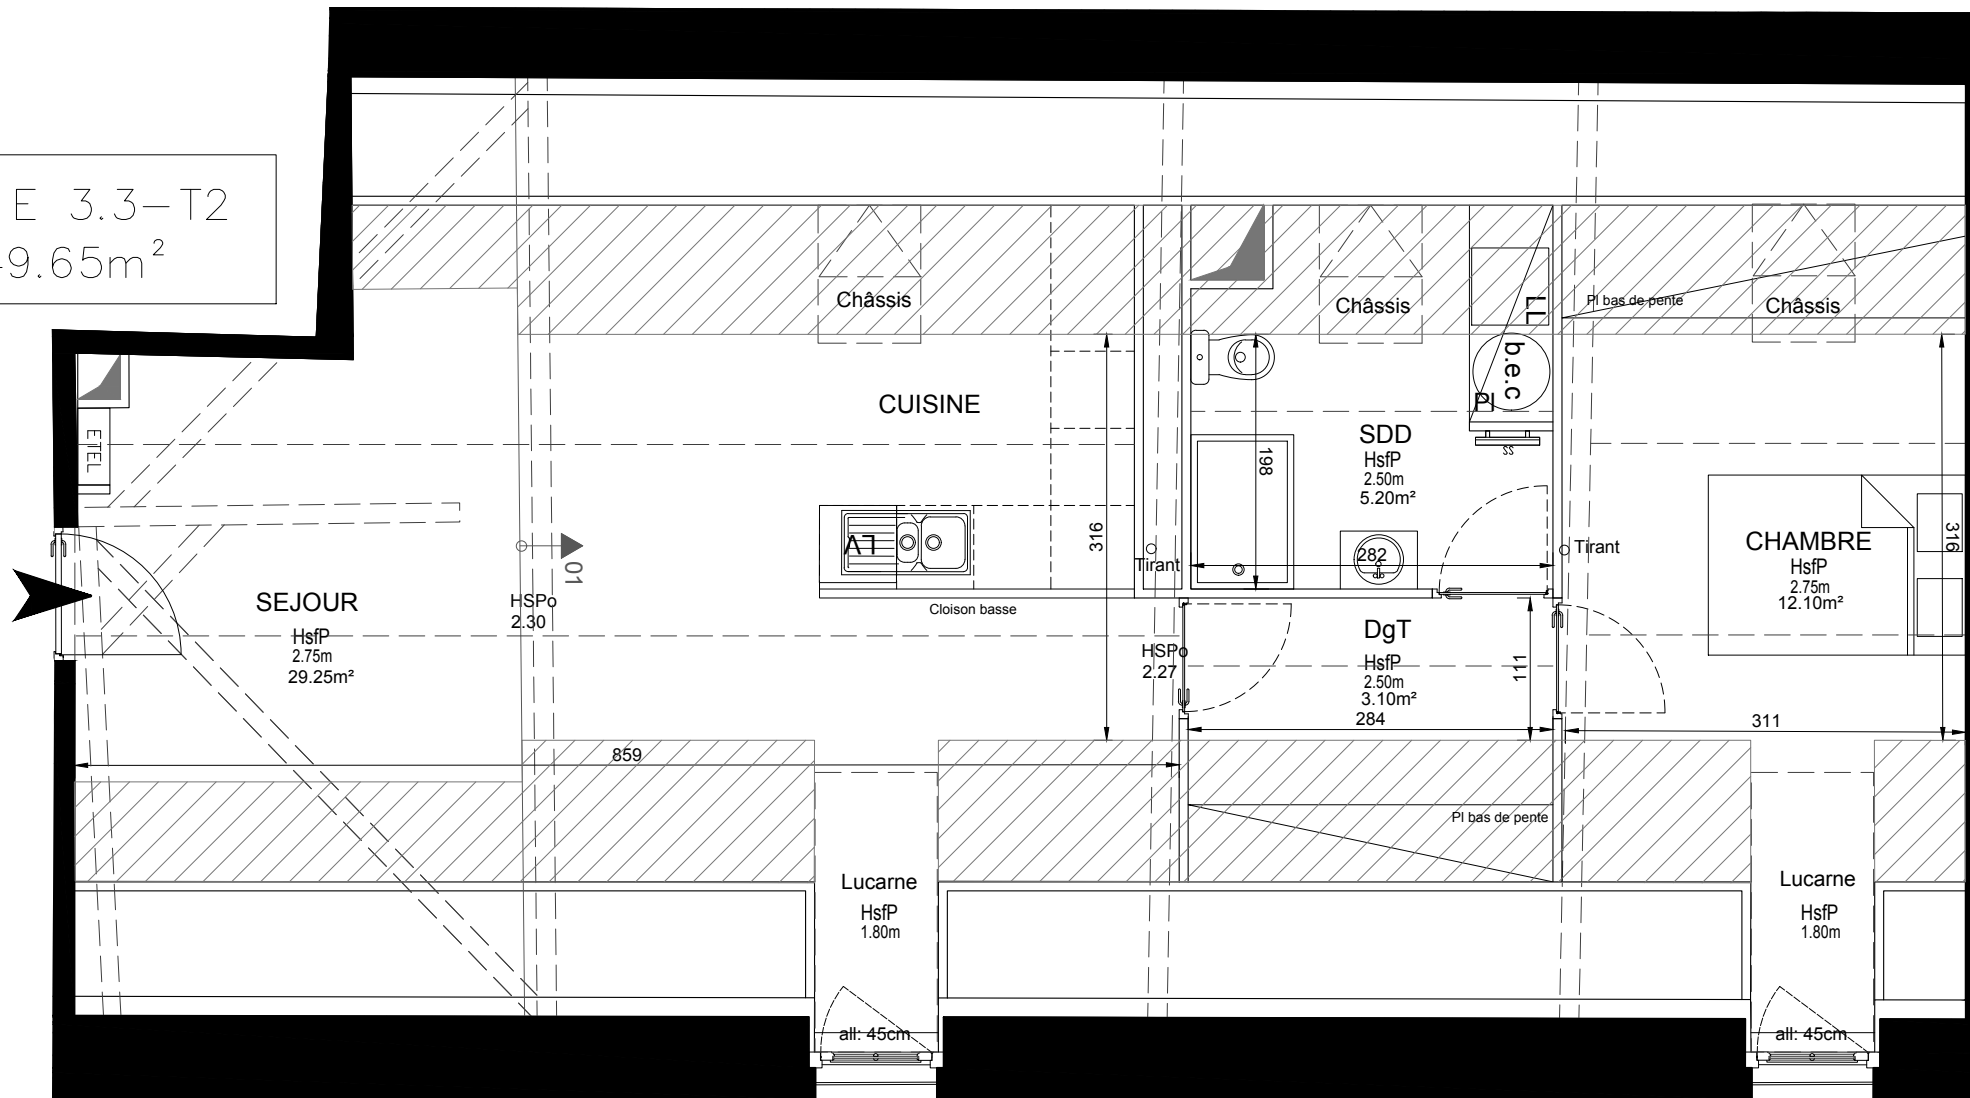 E 3.3-T2
9.65m²
Châssis
Châssis
Châssis
Pl bas de pente
LL
b.e.c
Pl
ETEL
CUISINE
SDD
HsfP
2.50m
5.20m²
198
316
LV
Tirant
282
Tirant
CHAMBRE
HsfP
2.75m
12.10m²
316
01
SEJOUR
HsfP
2.75m
29.25m²
HSPo
2.30
Cloison basse
HSPo
2.27
DgT
HsfP
2.50m
3.10m²
284
111
311
859
Pl bas de pente
Lucarne
HsfP
1.80m
all: 45cm
Lucarne
HsfP
1.80m
all: 45cm